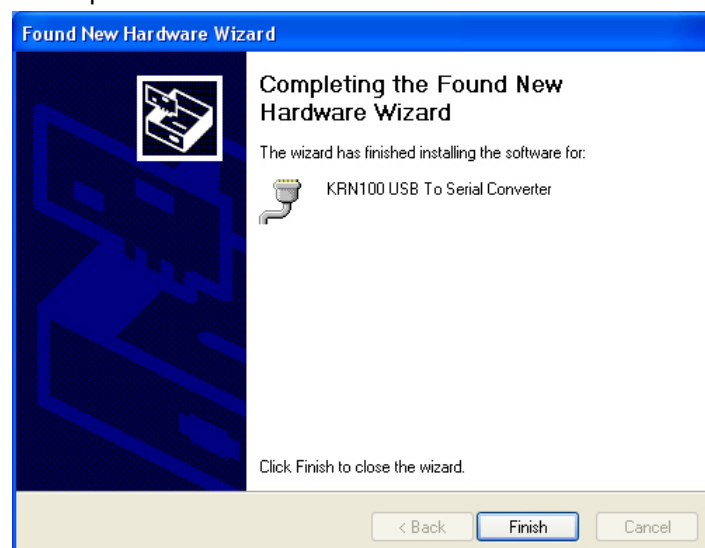 Found New Hardware Wizard
Completing the Found New
Hardware Wizard
The wizard has finished installing the software for:
KRN100 USB To Serial Converter
Click Finish to close the wizard.
< Back
Finish
Cancel